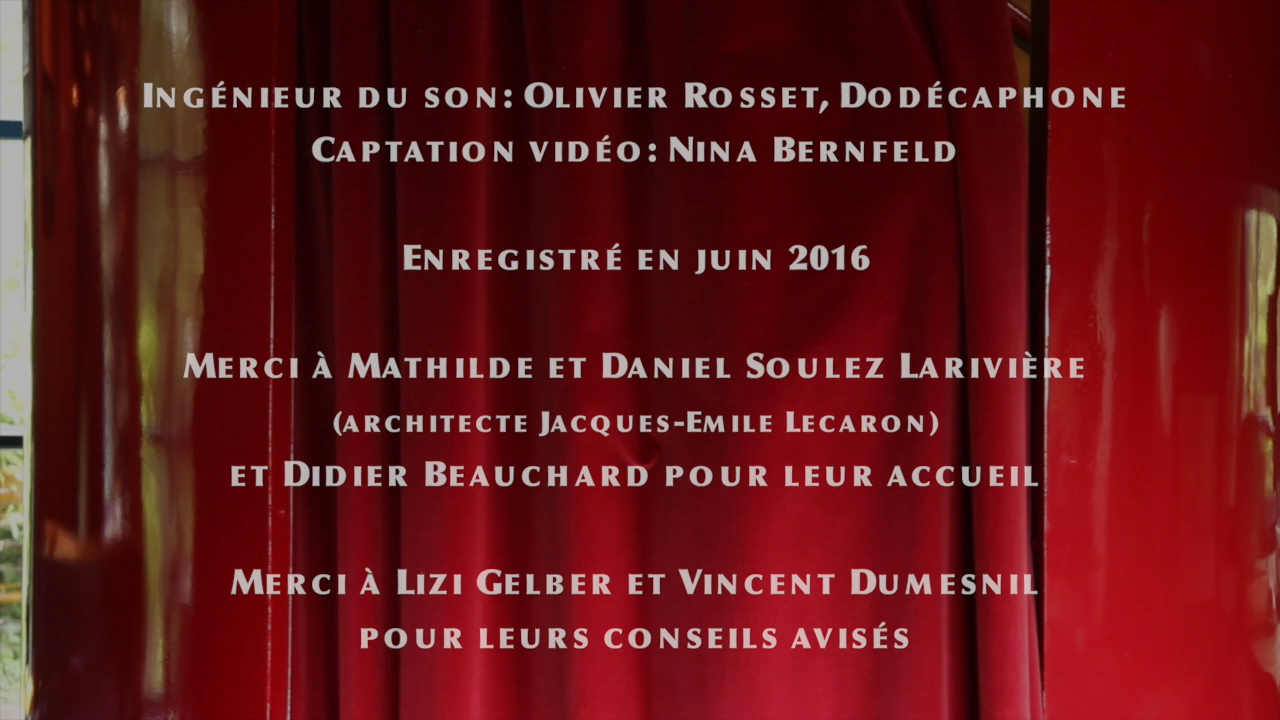 Ingénieur du son: Olivier Rosset, Dodécaphone
Captation vidéo: Nina Bernfeld
Enregistré en juin 2016
Merci à Mathilde et Daniel Soulez Larivière
(architecte Jacques-Emile Lecaron)
et Didier Beauchard pour leur accueil
Merci à Lizi Gelber et Vincent Dumesnil
pour leurs conseils avisés